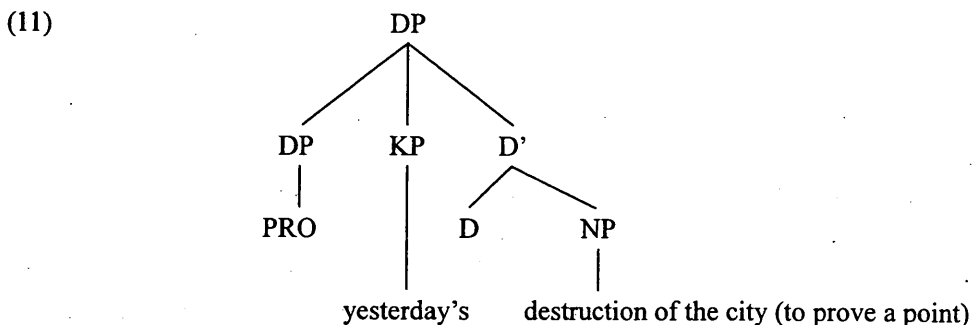 (11)
DP
DP KP D'
PRO D NP
yesterday's destruction of the city (to prove a point)